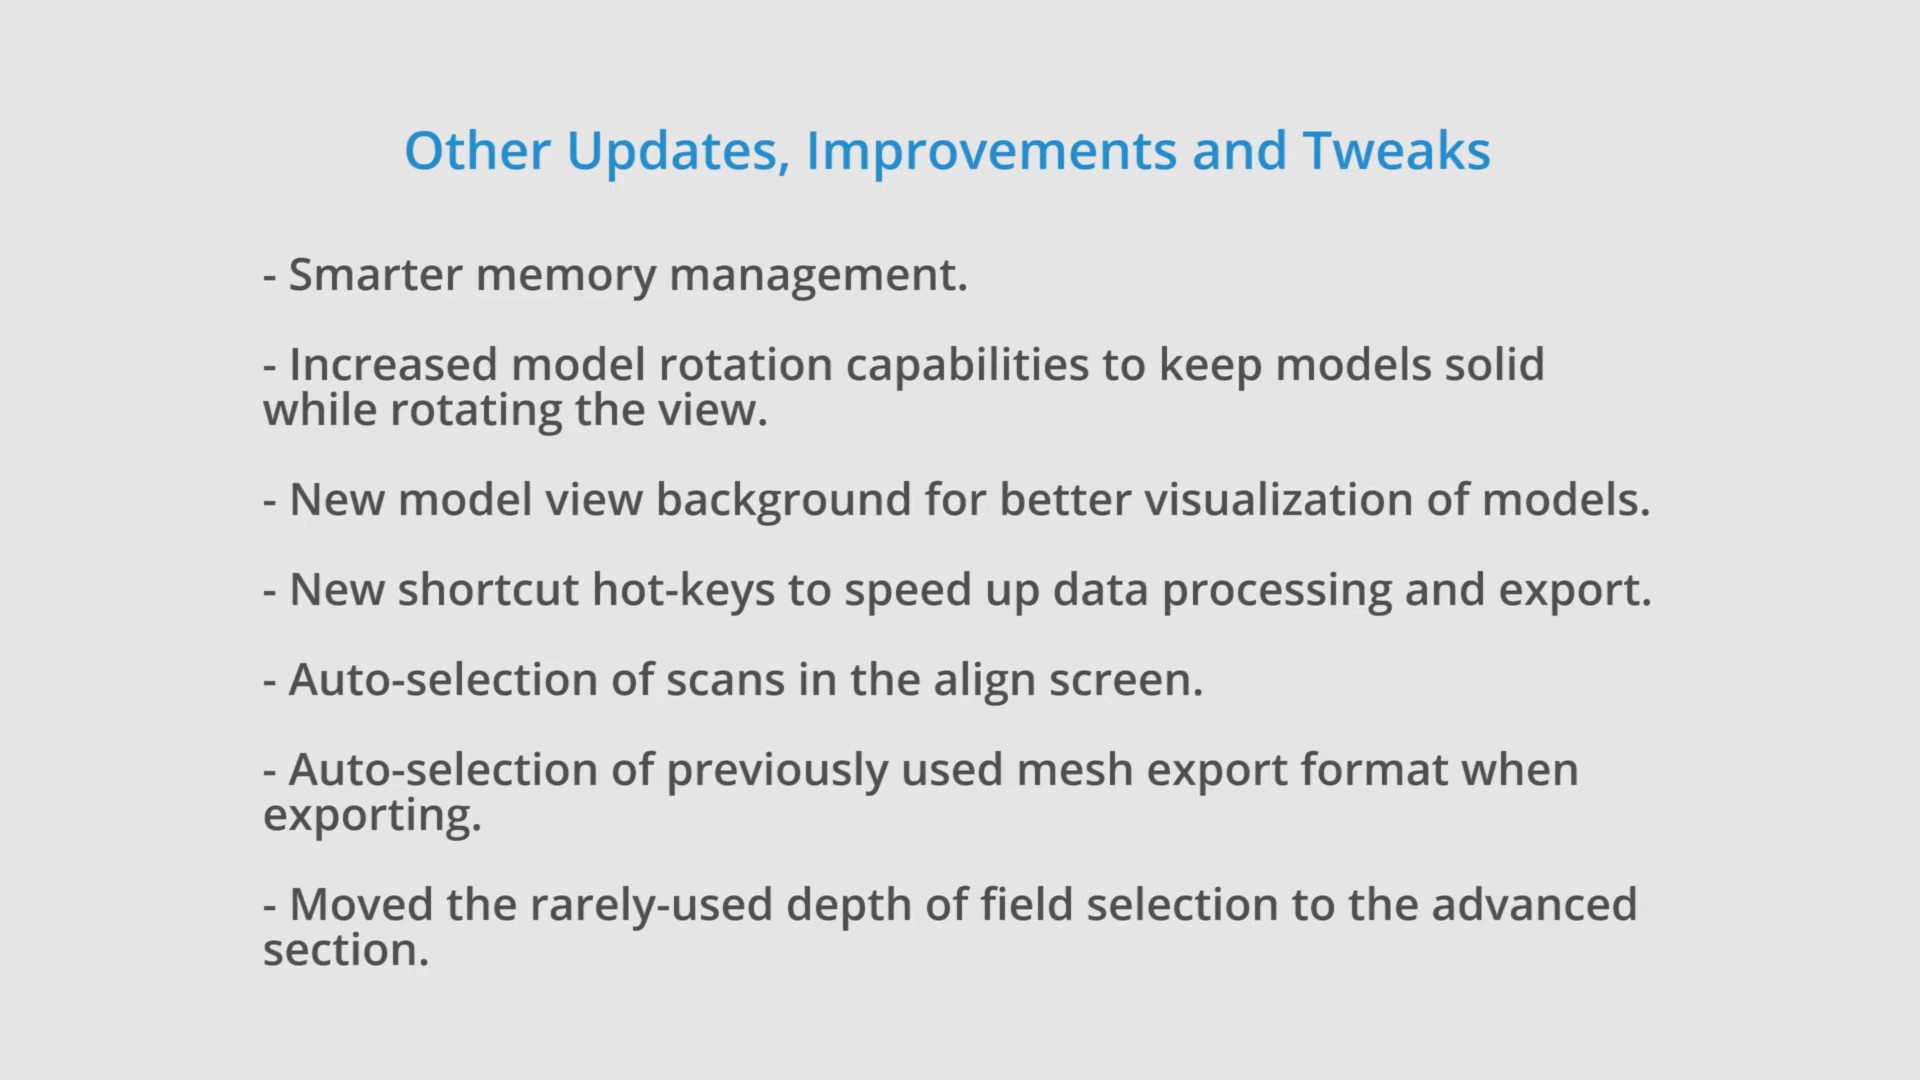 Other Updates, Improvements and Tweaks
- Smarter memory management.
- Increased model rotation capabilities to keep models solid
while rotating the view.
- New model view background for better visualization of models.
- New shortcut hot-keys to speed up data processing and export.
- Auto-selection of scans in the align screen.
- Auto-selection of previously used mesh export format when
exporting.
- Moved the rarely-used depth of field selection to the advanced
section.